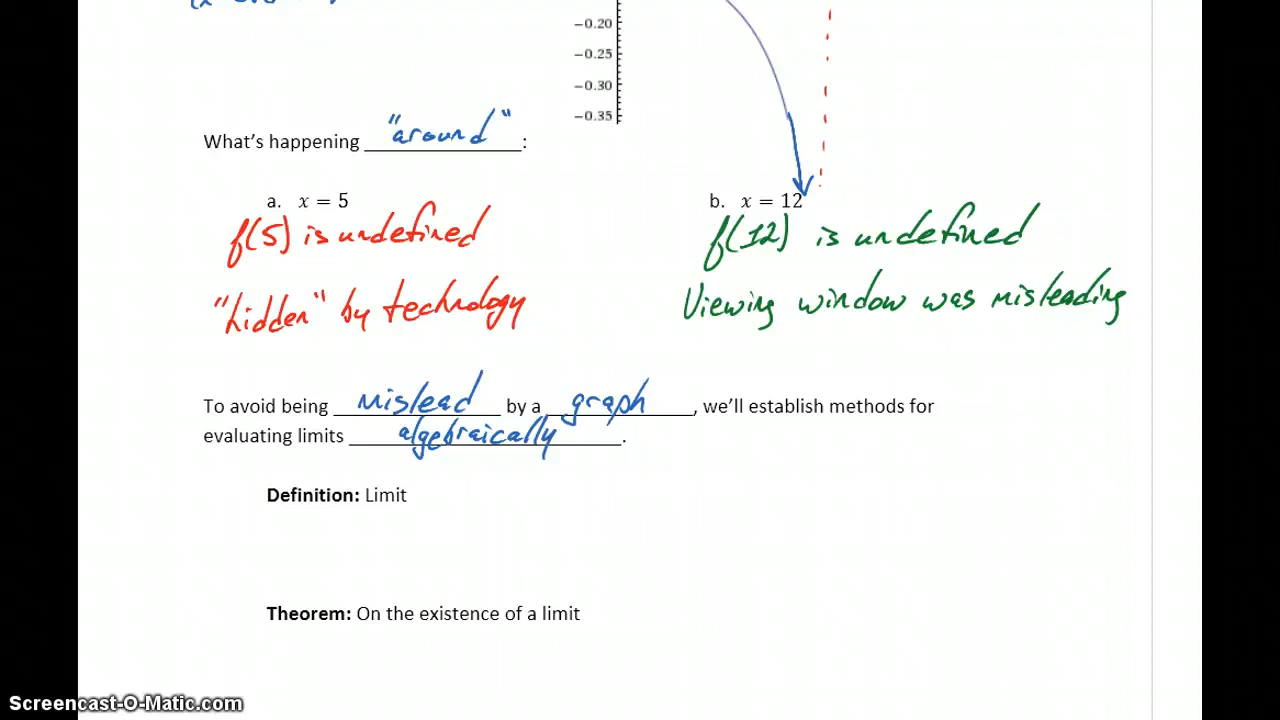 −0.20
−0.25
−0.30
−0.35
What's happening "around" :
a. x = 5
b. x = 12
f(5) is undefined
f(12) is undefined
"hidden" by technology
Viewing window was misleading
To avoid being mislead by a graph, we'll establish methods for
evaluating limits algebraically.
Definition: Limit
Theorem: On the existence of a limit
Screencast-O-Matic.com